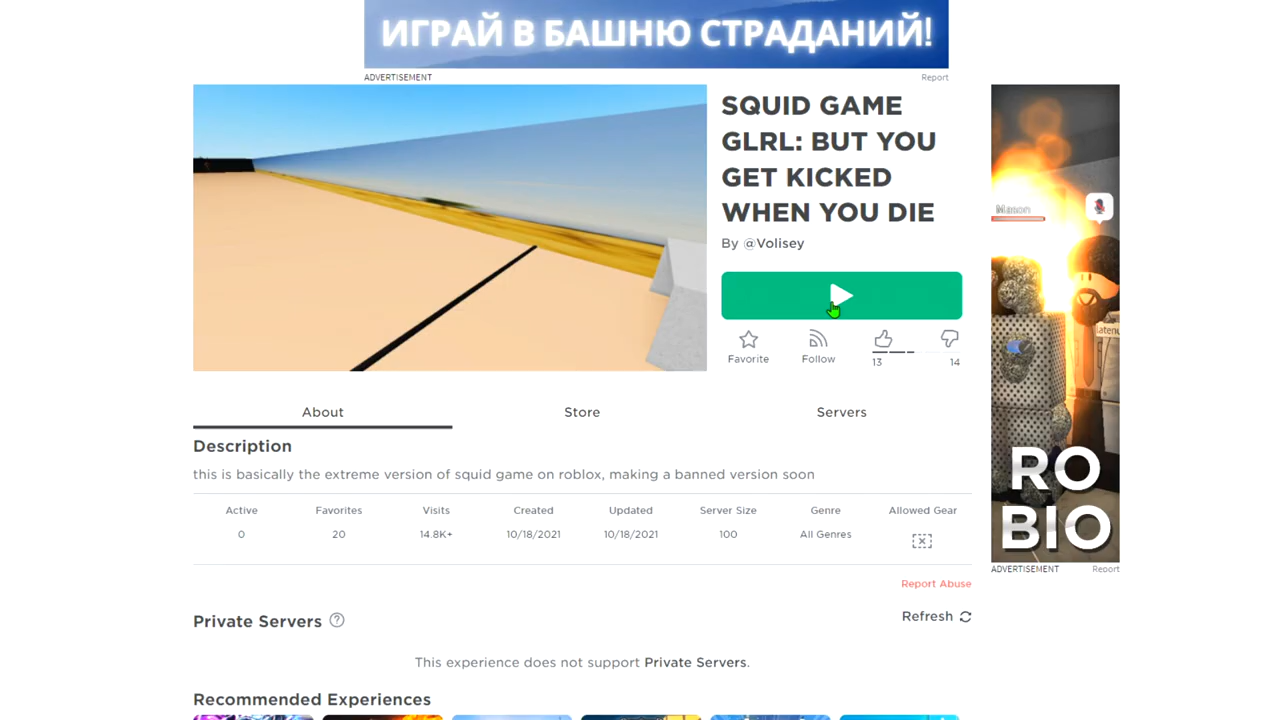 ИГРАЙ В БАШНЮ СТРАДАНИЙ!
ADVERTISEMENT
Report
SQUID GAME
GLRL: BUT YOU
GET KICKED
WHEN YOU DIE
By @Volisey
Favorite
Follow
13
14
Mason
RO
BIO
ADVERTISEMENT
Report
About
Store
Servers
Description
this is basically the extreme version of squid game on roblox, making a banned version soon
Active
Favorites
Visits
Created
Updated
Server Size
Genre
Allowed Gear
0
20
14.8K+
10/18/2021
10/18/2021
100
All Genres
Report Abuse
Private Servers
Refresh
This experience does not support Private Servers.
Recommended Experiences